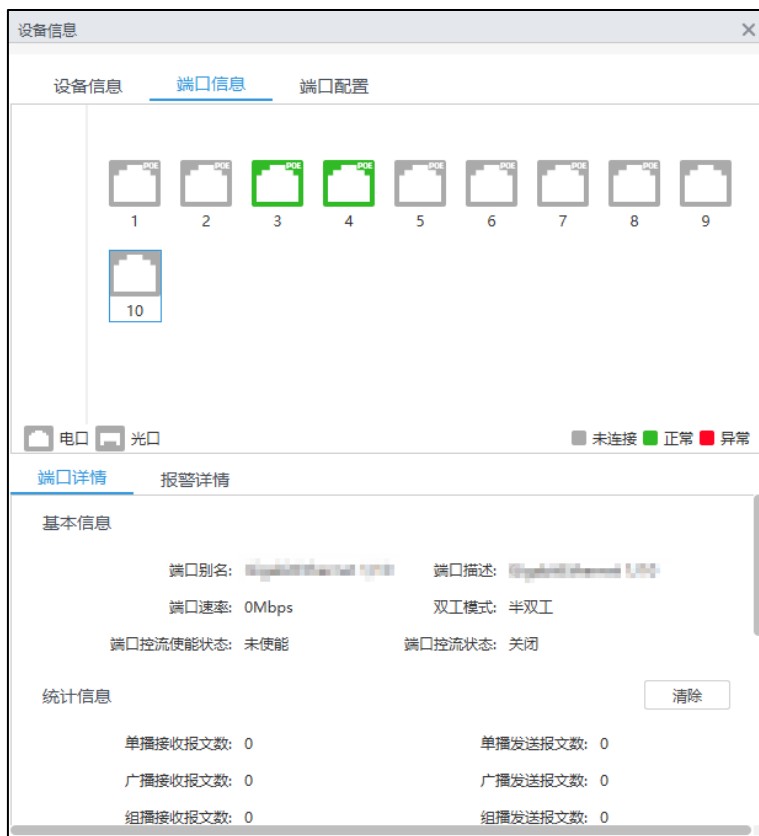 设备信息
设备信息 端口信息 端口配置
POE POE POE POE POE POE POE POE
1 2 3 4 5 6 7 8 9
10
电口 光口 未连接 正常 异常
端口详情 报警详情
基本信息
端口别名: 端口描述:
端口速率: 0Mbps 双工模式: 半双工
端口控流使能状态: 未使能 端口控流状态: 关闭
统计信息 清除
单播接收报文数: 0 单播发送报文数: 0
广播接收报文数: 0 广播发送报文数: 0
组播接收报文数: 0 组播发送报文数: 0